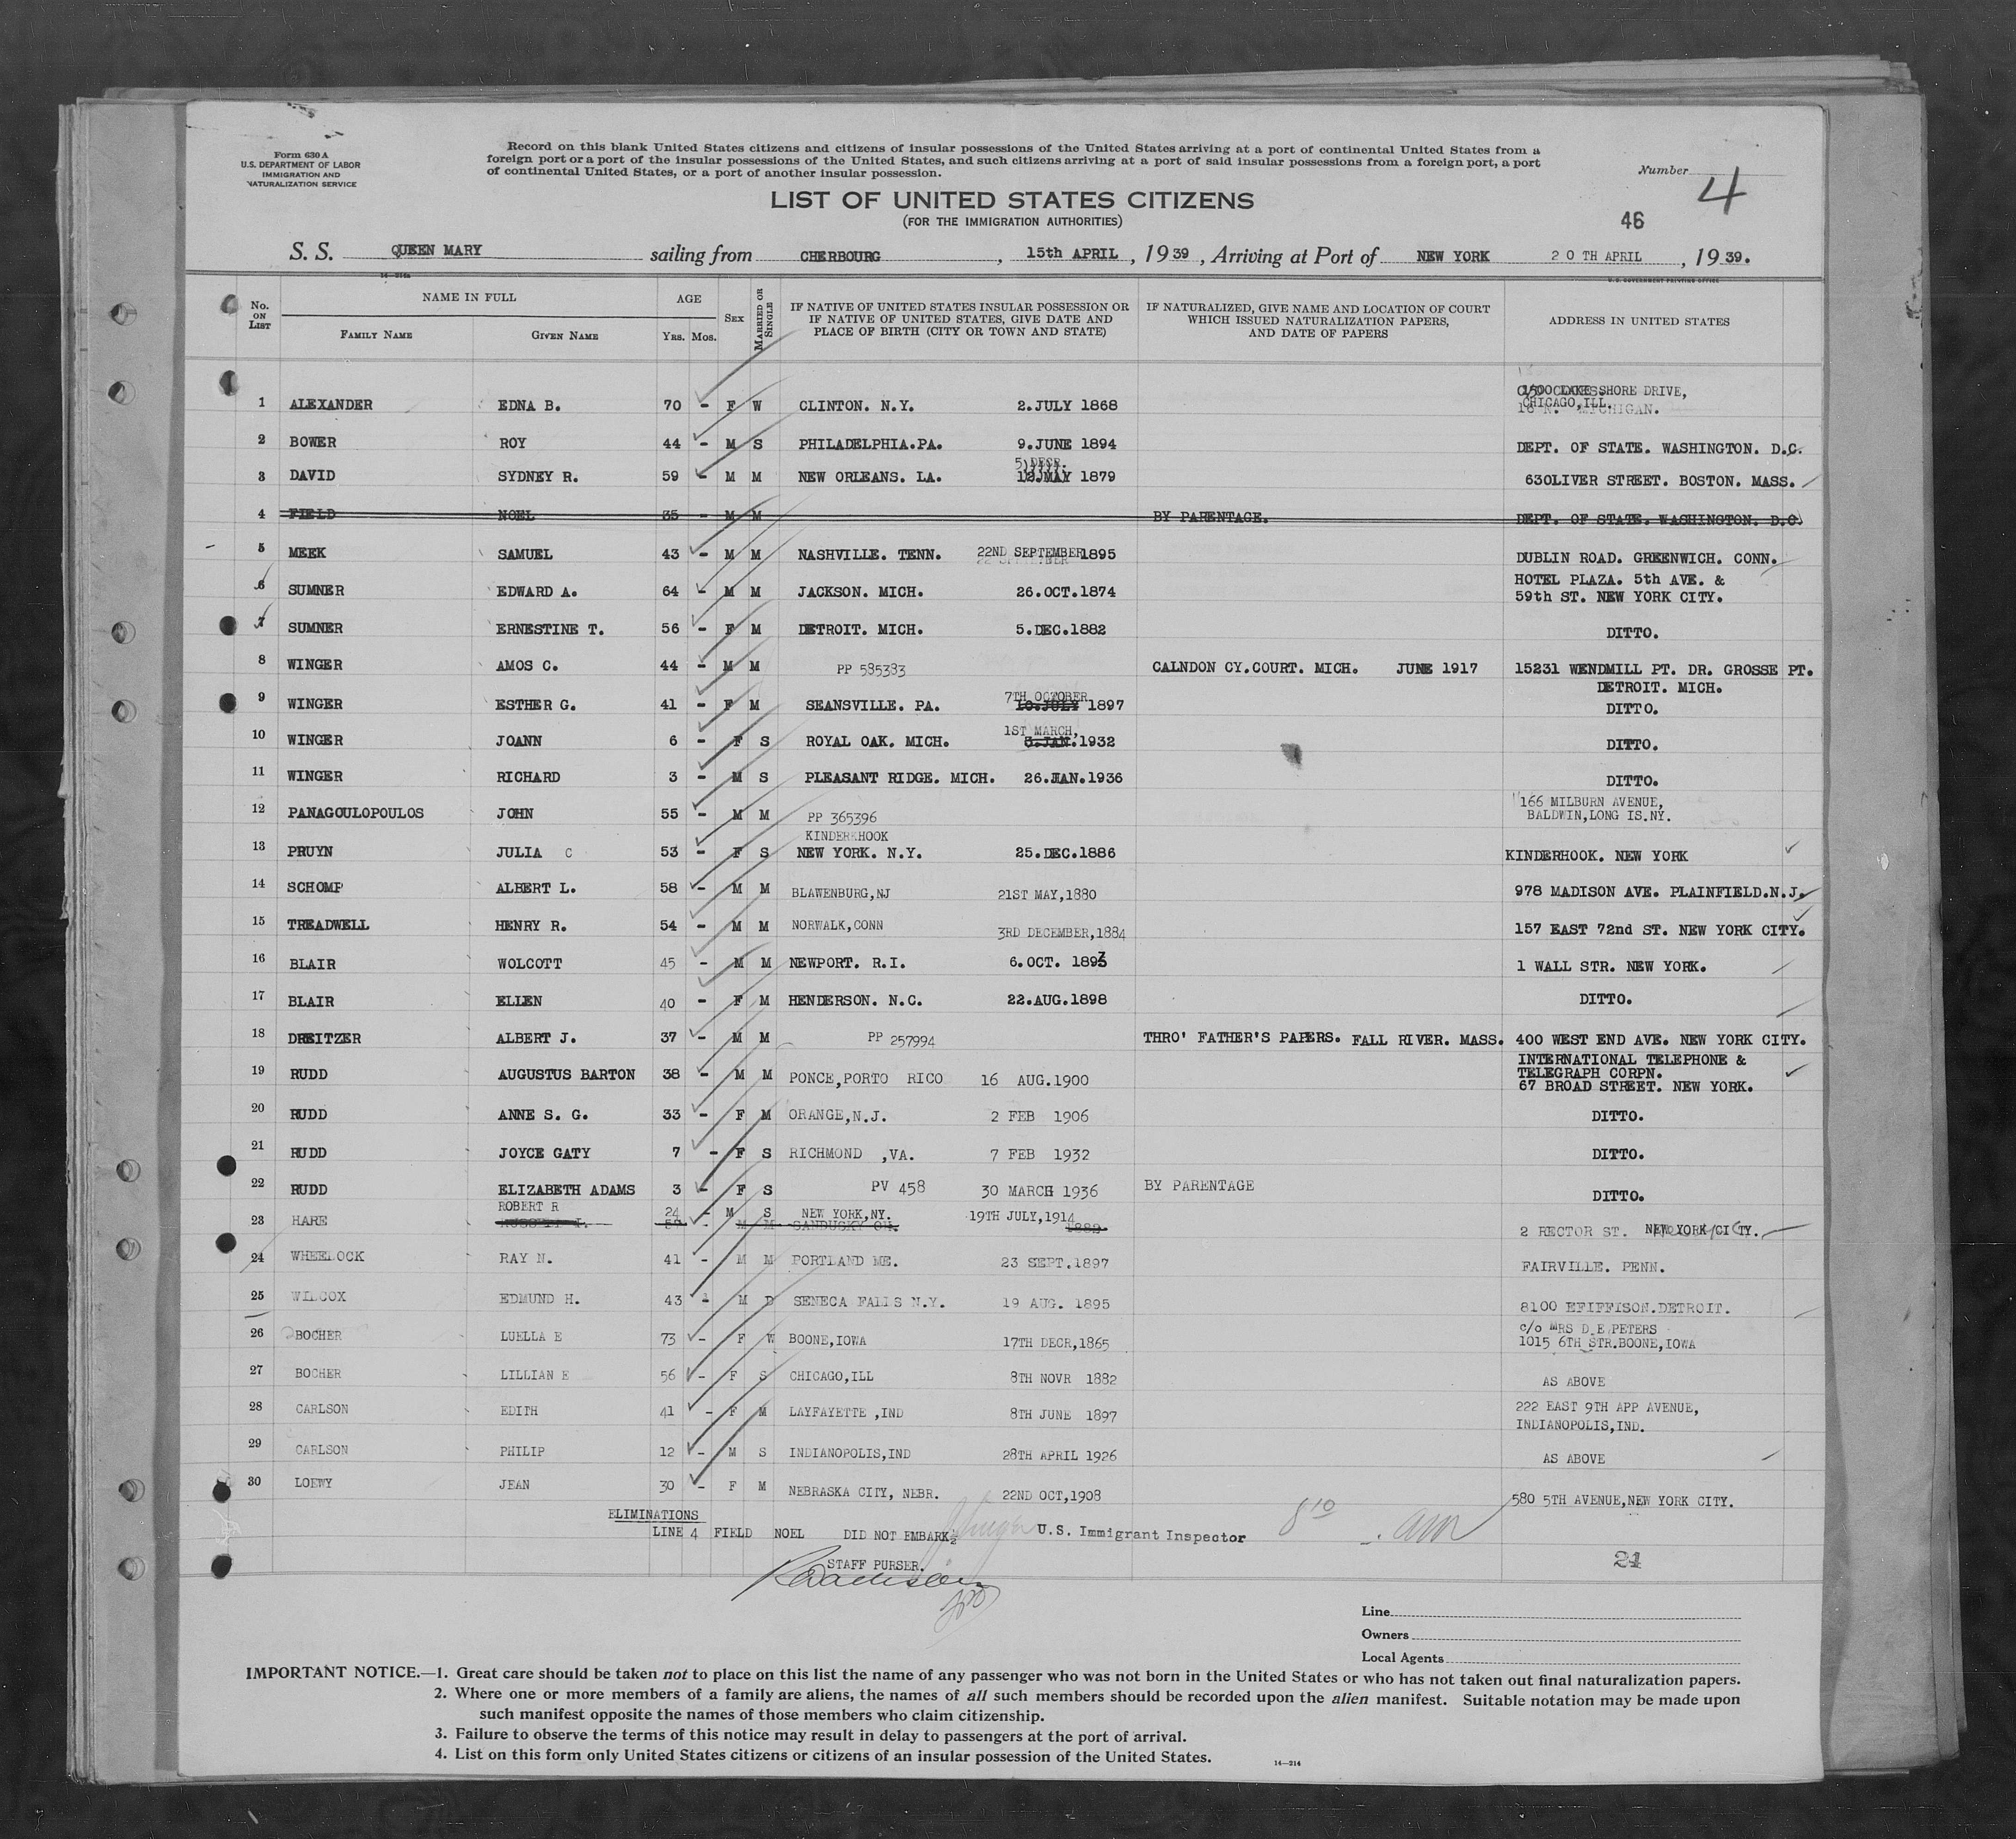 Form 630 A
U.S. DEPARTMENT OF LABOR
IMMIGRATION AND
NATURALIZATION SERVICE
Record on this blank United States citizens and citizens of insular possessions of the United States arriving at a port of continental United States from a
foreign port or a port of the insular possessions of the United States, and such citizens arriving at a port of said insular possessions from a foreign port, a port
of continental United States, or a port of another insular possession.
Number 4
LIST OF UNITED STATES CITIZENS
(FOR THE IMMIGRATION AUTHORITIES)
46
S. S. QUEEN MARY sailing from CHERBOURG, 15th APRIL, 1939, Arriving at Port of NEW YORK 20 TH APRIL, 1939.
14—214a
U. S. GOVERNMENT PRINTING OFFICE
No. ON LIST NAME IN FULL FAMILY NAME GIVEN NAME AGE YRS. MOS. SEX MARRIED OR SINGLE IF NATIVE OF UNITED STATES INSULAR POSSESSION OR IF NATIVE OF UNITED STATES, GIVE DATE AND PLACE OF BIRTH (CITY OR TOWN AND STATE) IF NATURALIZED, GIVE NAME AND LOCATION OF COURT WHICH ISSUED NATURALIZATION PAPERS, AND DATE OF PAPERS ADDRESS IN UNITED STATES
1500 LAKE SHORE DRIVE,
CHICAGO,ILL.
1 ALEXANDER EDNA B. 70 - F W CLINTON. N.Y. 2.JULY 1868
2 BOWER ROY 44 - M S PHILADELPHIA.PA. 9.JUNE 1894 DEPT. OF STATE. WASHINGTON. D.C.
5 DECR.
3 DAVID SYDNEY R. 59 - M M NEW ORLEANS. LA. 12.MAY 1879 63OLIVER STREET. BOSTON. MASS.
4 FIELD NOEL 35 - M M BY PARENTAGE. DEPT. OF STATE. WASHINGTON. D.C.
5 MEEK SAMUEL 43 - M M NASHVILLE. TENN. 22ND SEPTEMBER 1895 DUBLIN ROAD. GREENWICH. CONN.
22 SEPTEMBER
6 SUMNER EDWARD A. 64 - M M JACKSON. MICH. 26.OCT.1874 HOTEL PLAZA. 5th AVE. &
59th ST. NEW YORK CITY.
7 SUMNER ERNESTINE T. 56 - F M DETROIT. MICH. 5.DEC.1882 DITTO.
8 WINGER AMOS C. 44 - M M PP 585383 CALNDON CY.COURT. MICH. JUNE 1917 15231 WENDMILL PT. DR. GROSSE PT.
DETROIT. MICH.
7TH OCTOBER
9 WINGER ESTHER G. 41 - F M SEANSVILLE. PA. 10.JULY 1897 DITTO.
1ST MARCH,
10 WINGER JOANN 6 - F S ROYAL OAK. MICH. 5.JAN.1932 DITTO.
11 WINGER RICHARD 3 - M S PLEASANT RIDGE. MICH. 26.JAN.1936 DITTO.
12 PANAGOULOPOULOS JOHN 55 - M M PP 365396 166 MILBURN AVENUE,
BALDWIN,LONG IS.NY.
KINDERHOOK
13 PRUYN JULIA C 53 - F S NEW YORK. N.Y. 25.DEC.1886 KINDERHOOK. NEW YORK
14 SCHOMP ALBERT L. 58 - M M BLAWENBURG,NJ 21ST MAY,1880 978 MADISON AVE. PLAINFIELD.N.J.
15 TREADWELL HENRY R. 54 - M M NORWALK,CONN 3RD DECEMBER,1884 157 EAST 72nd ST. NEW YORK CITY.
16 BLAIR WOLCOTT 45 - M M NEWPORT. R.I. 6.OCT. 1893 1 WALL STR. NEW YORK.
17 BLAIR ELLEN 40 - F M HENDERSON. N.C. 22.AUG.1898 DITTO.
18 DREITZER ALBERT J. 37 - M M PP 257994 THRO' FATHER'S PAPERS. FALL RIVER. MASS. 400 WEST END AVE. NEW YORK CITY.
19 RUDD AUGUSTUS BARTON 38 - M M PONCE,PORTO RICO 16 AUG.1900 INTERNATIONAL TELEPHONE &
TELEGRAPH CORPN.
67 BROAD STREET. NEW YORK.
20 RUDD ANNE S. G. 33 - F M ORANGE,N.J. 2 FEB 1906 DITTO.
21 RUDD JOYCE GATY 7 - F S RICHMOND ,VA. 7 FEB 1932 DITTO.
22 RUDD ELIZABETH ADAMS 3 - F S PV 458 30 MARCH 1936 BY PARENTAGE DITTO.
ROBERT R 24 - M S NEW YORK,NY. 19TH JULY,1914
23 HARE M M SANDUSKY OH. 1882 2 RECTOR ST. NEW YORK CITY.
24 WHEELOCK RAY N. 41 - M M PORTLAND ME. 23 SEPT.1897 FAIRVILLE. PENN.
25 WILCOX EDMUND H. 43 - M D SENECA FALLS N.Y. 19 AUG. 1895 8100 EFIFFISON.DETROIT.
26 BOCHER LUELLA E 73 - F W BOONE,IOWA 17TH DECR,1865 c/o MRS D.E.PETERS
1015 6TH STR.BOONE,IOWA
27 BOCHER LILLIAN E 56 - F S CHICAGO,ILL 8TH NOVR 1882 AS ABOVE
28 CARLSON EDITH 41 - F M LAYFAYETTE ,IND 8TH JUNE 1897 222 EAST 9TH APP AVENUE,
INDIANOPOLIS,IND.
29 CARLSON PHILIP 12 - M S INDIANOPOLIS,IND 28TH APRIL 1926 AS ABOVE
30 LOEWY JEAN 30 - F M NEBRASKA CITY, NEBR. 22ND OCT,1908 580 5TH AVENUE,NEW YORK CITY.
ELIMINATIONS
LINE 4 FIELD NOEL DID NOT EMBARK U.S. Immigrant Inspector
STAFF PURSER.
21
Line
Owners
Local Agents
IMPORTANT NOTICE.—1. Great care should be taken not to place on this list the name of any passenger who was not born in the United States or who has not taken out final naturalization papers.
2. Where one or more members of a family are aliens, the names of all such members should be recorded upon the alien manifest. Suitable notation may be made upon
such manifest opposite the names of those members who claim citizenship.
3. Failure to observe the terms of this notice may result in delay to passengers at the port of arrival.
4. List on this form only United States citizens or citizens of an insular possession of the United States.
14—214